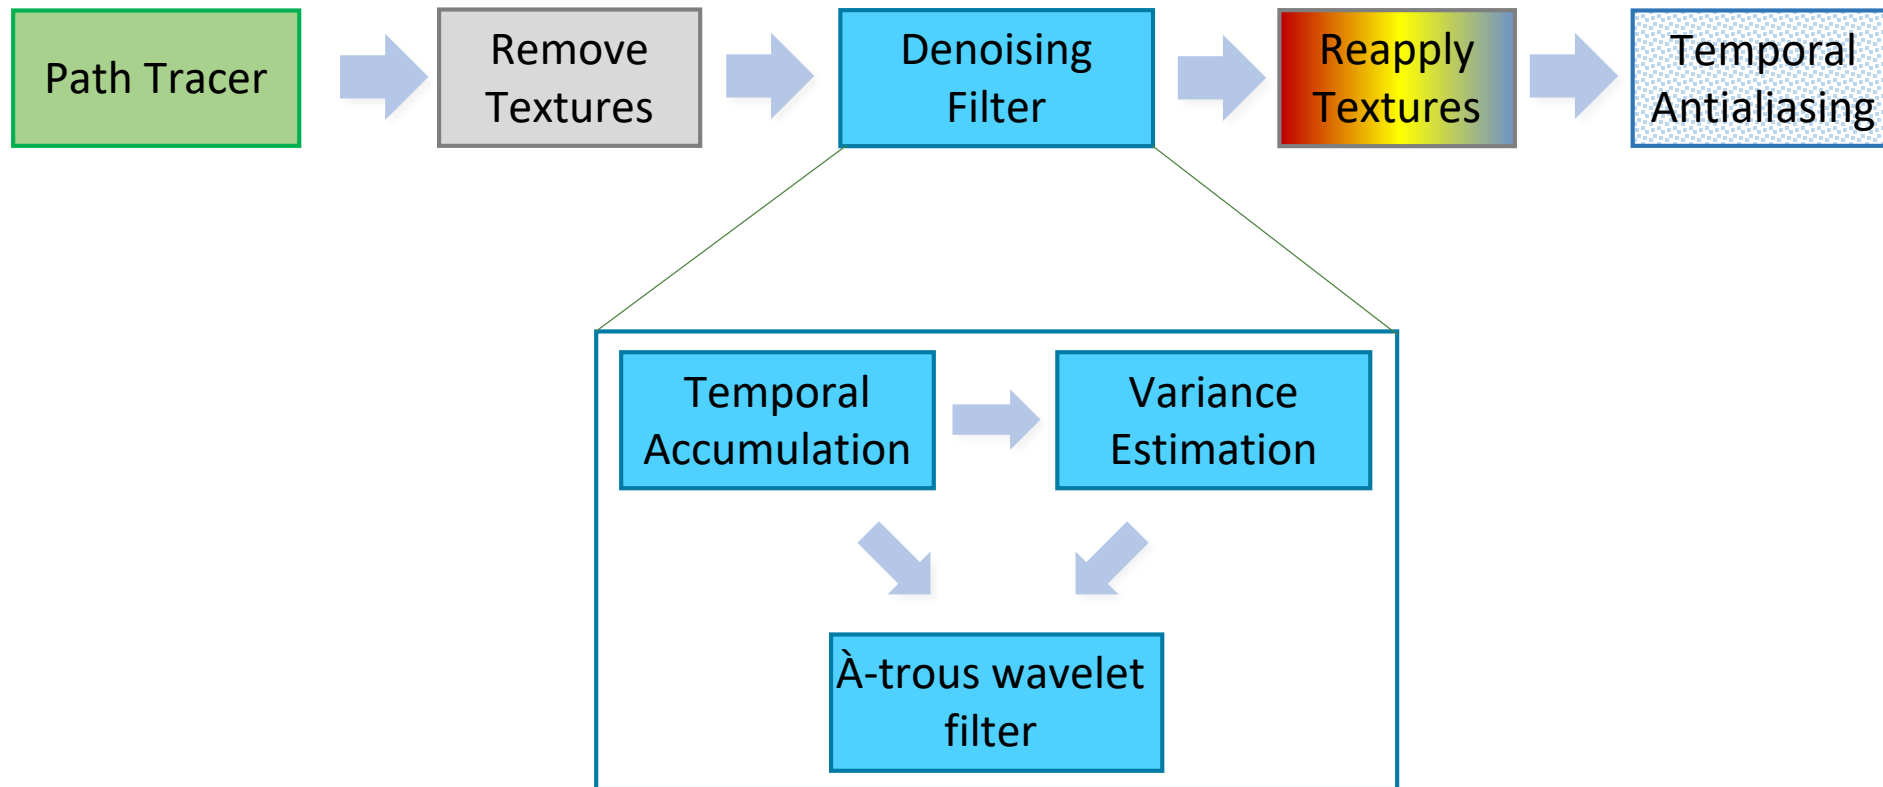 Path Tracer
Remove
Textures
Denoising
Filter
Reapply
Textures
Temporal
Antialiasing
Temporal
Accumulation
Variance
Estimation
À-trous wavelet
filter